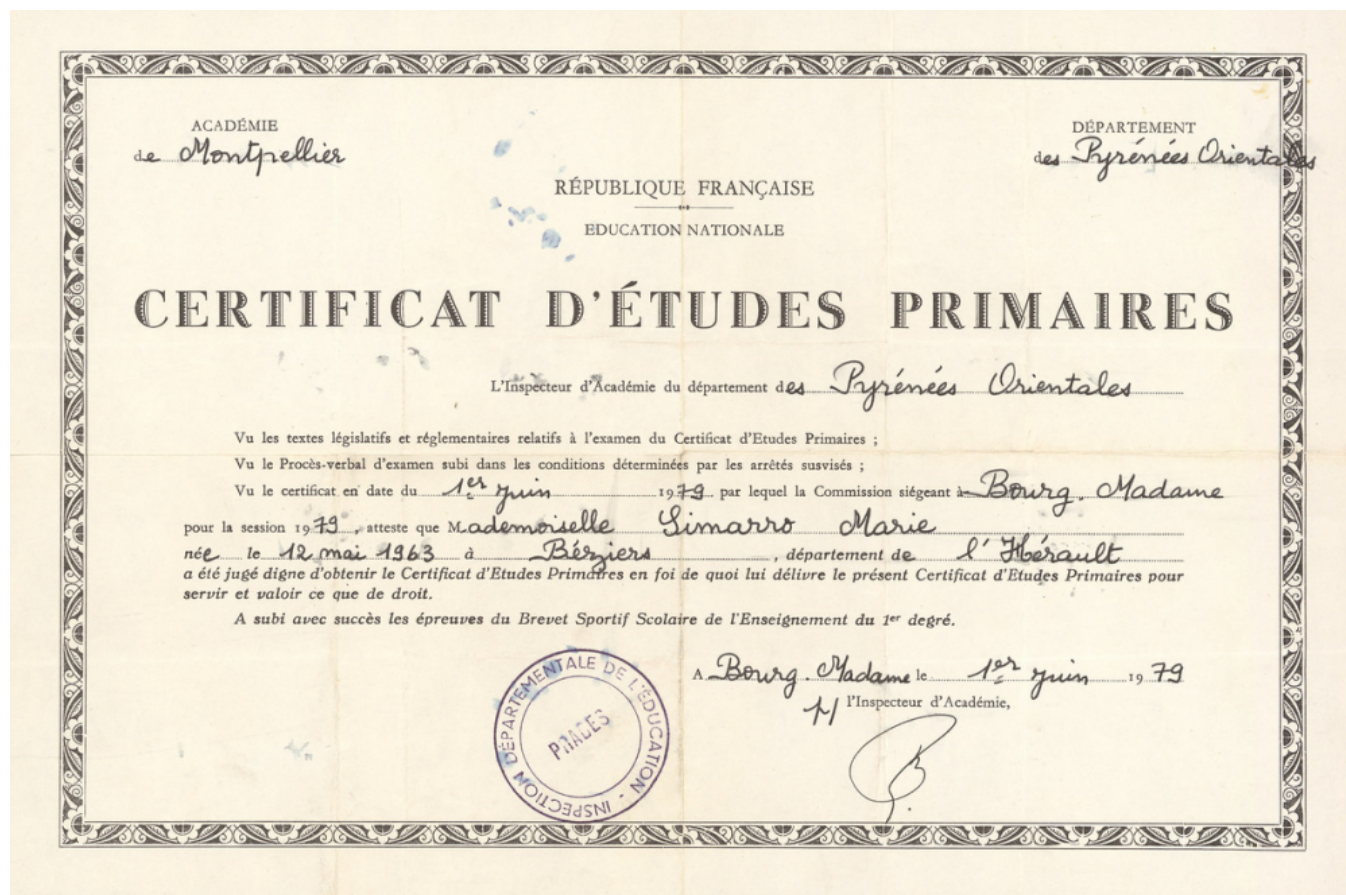 ACADÉMIE
de Montpellier
DÉPARTEMENT
des Pyrénées Orientales
RÉPUBLIQUE FRANÇAISE
EDUCATION NATIONALE
CERTIFICAT D'ÉTUDES PRIMAIRES
L'Inspecteur d'Académie du département des Pyrénées Orientales
Vu les textes législatifs et réglementaires relatifs à l'examen du Certificat d'Etudes Primaires ;
Vu le Procès-verbal d'examen subi dans les conditions déterminées par les arrêtés susvisés ;
Vu le certificat en date du 1er juin 1979 par lequel la Commission siégeant à Bourg. Madame
pour la session 1979, atteste que Mademoiselle Simarro Marie
née le 12 mai 1963 à Béziers, département de l'Hérault
a été jugé digne d'obtenir le Certificat d'Etudes Primaires en foi de quoi lui délivre le présent Certificat d'Etudes Primaires pour
servir et valoir ce que de droit.
A subi avec succès les épreuves du Brevet Sportif Scolaire de l'Enseignement du 1er degré.
A Bourg. Madame le 1er juin 1979
p/ l'Inspecteur d'Académie,
INSPECTION DÉPARTEMENTALE DE L'ÉDUCATION -
PRADES